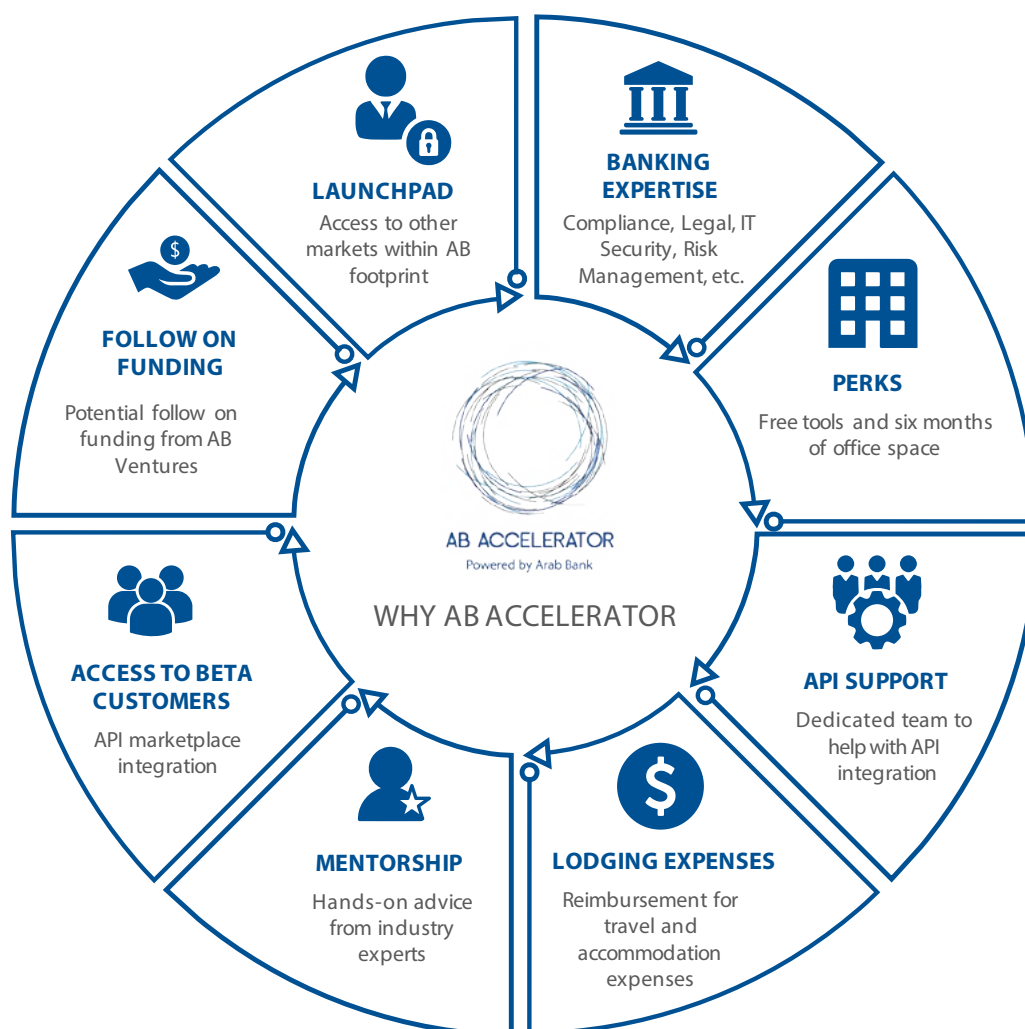 LAUNCHPAD
Access to other
markets within AB
footprint
BANKING
EXPERTISE
Compliance, Legal, IT
Security, Risk
Management, etc.
PERKS
Free tools and six months
of office space
API SUPPORT
Dedicated team to
help with API
integration
LODGING EXPENSES
Reimbursement for
travel and
accommodation
expenses
MENTORSHIP
Hands-on advice
from industry
experts
ACCESS TO BETA
CUSTOMERS
API marketplace
integration
FOLLOW ON
FUNDING
Potential follow on
funding from AB
Ventures
AB ACCELERATOR
Powered by Arab Bank
WHY AB ACCELERATOR
$
$